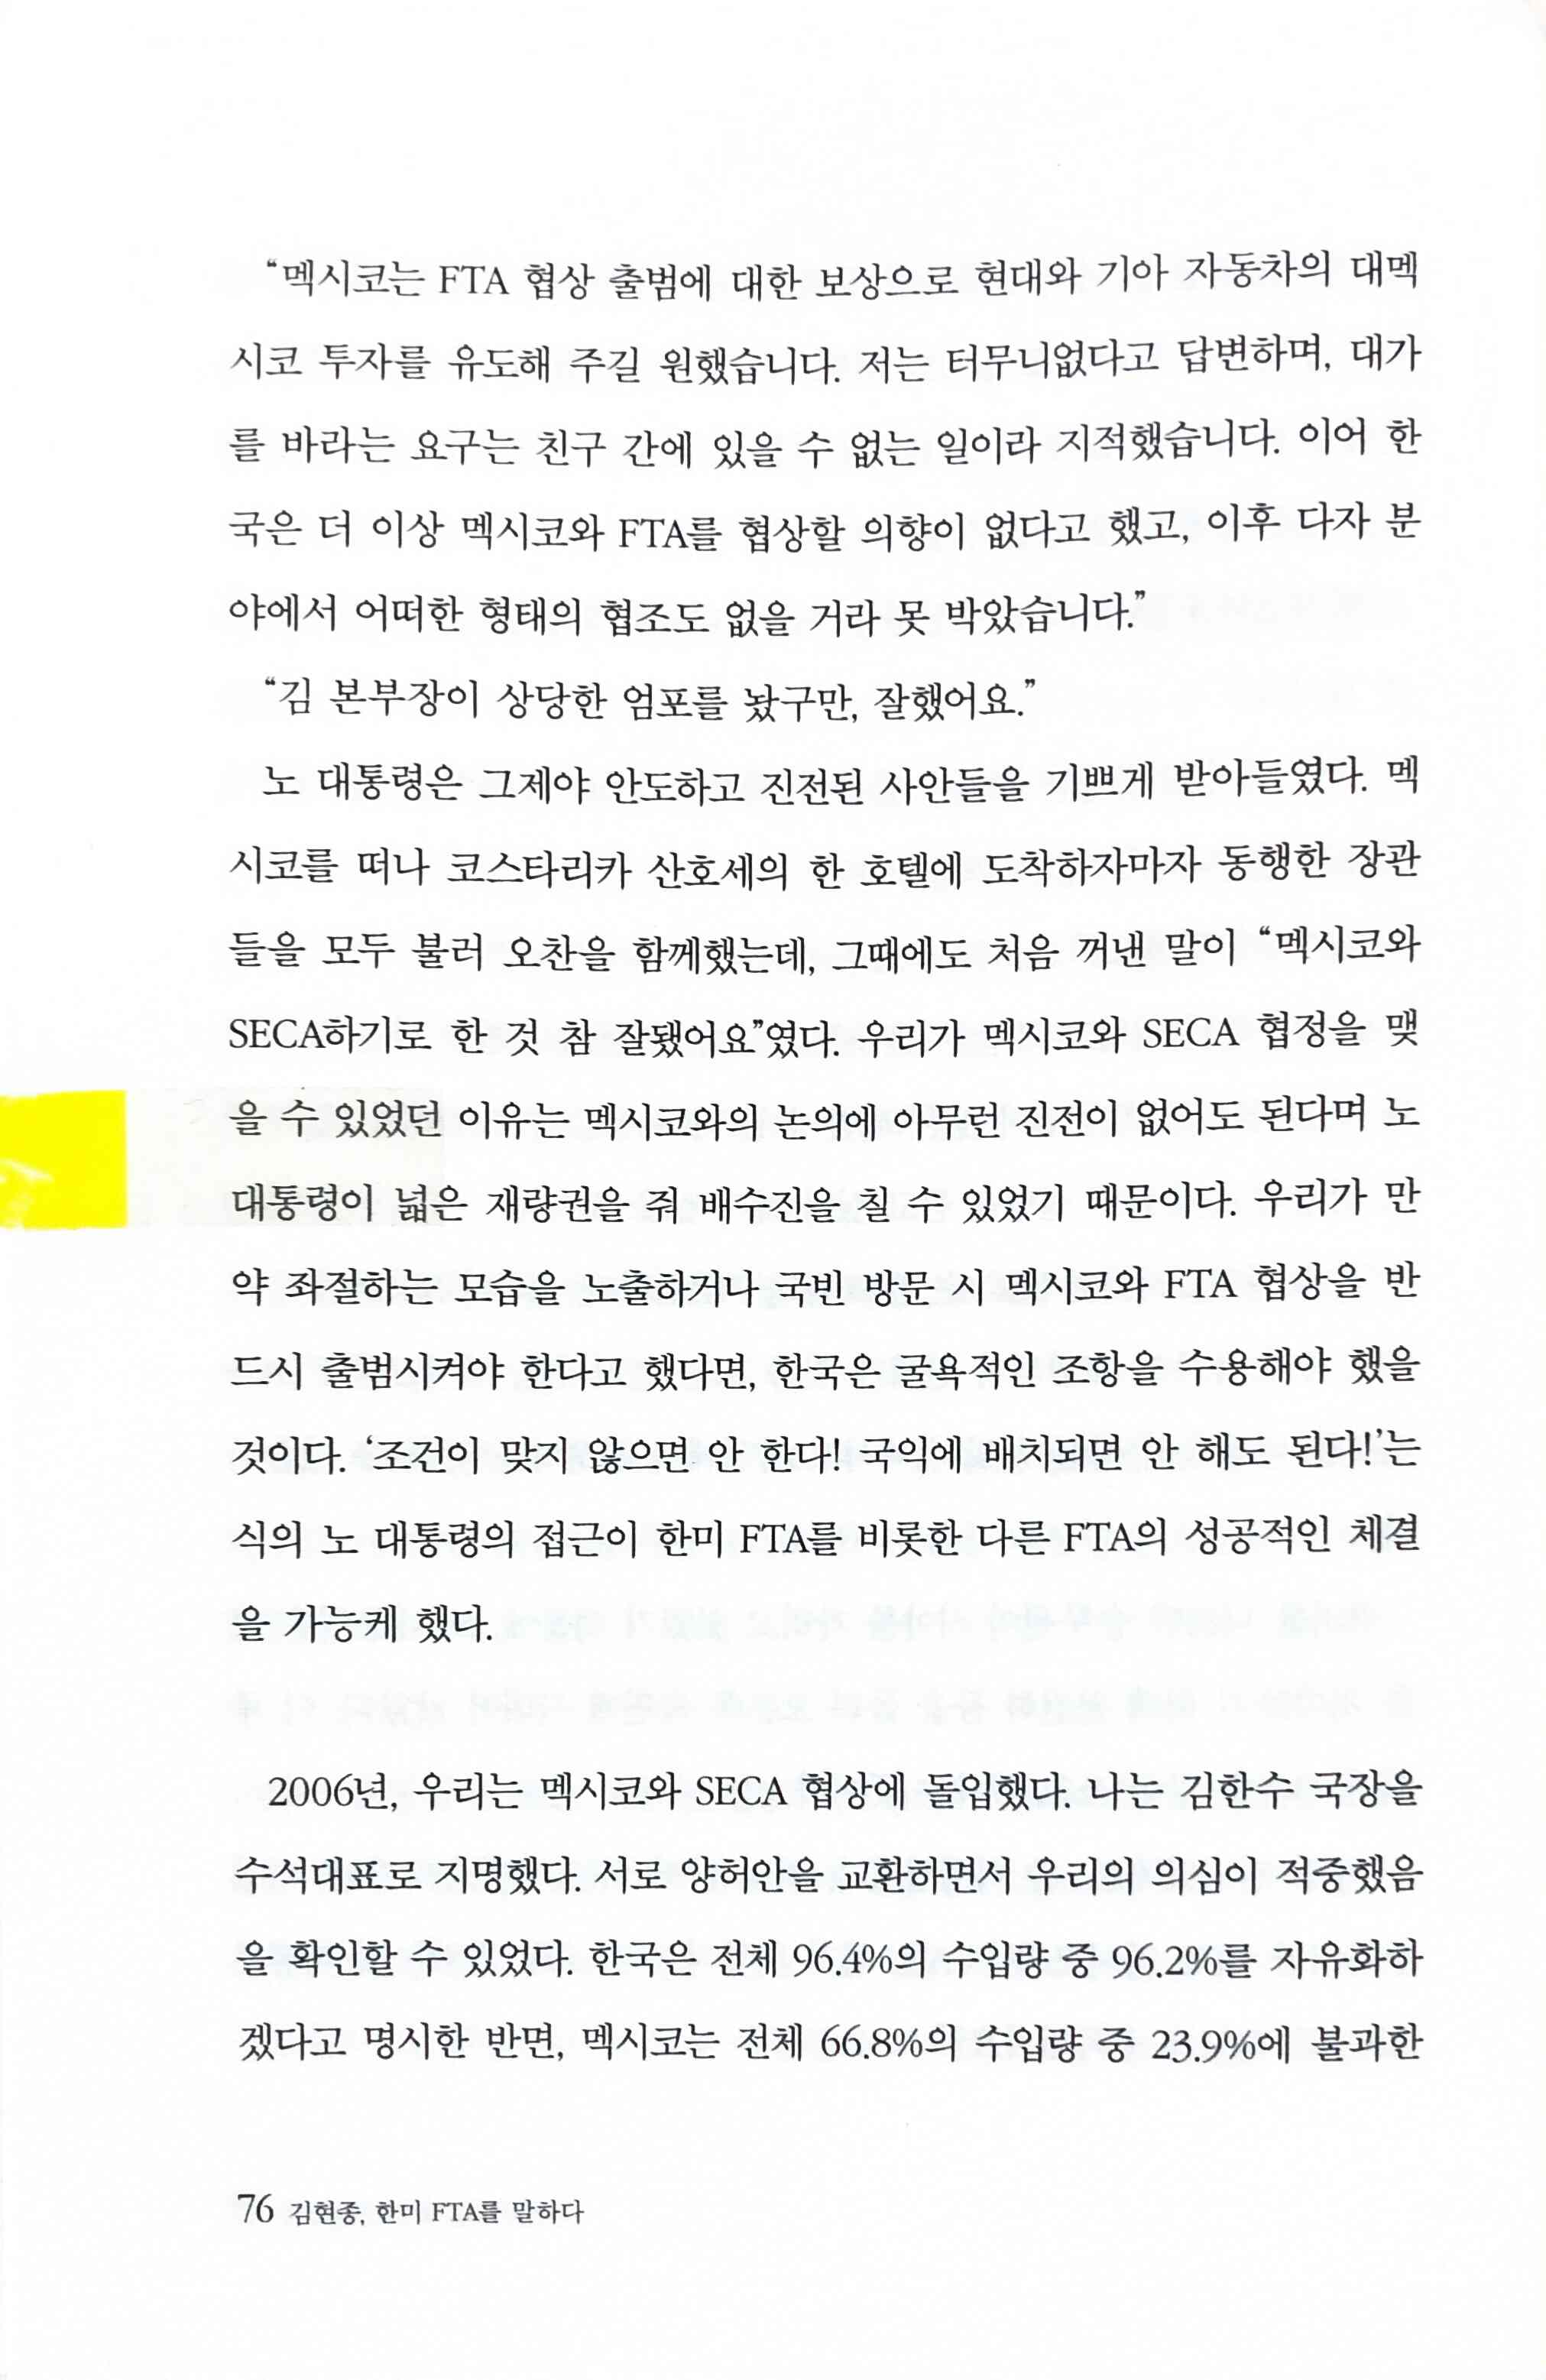 “멕시코는 FTA 협상 출범에 대한 보상으로 현대와 기아 자동차의 대멕
시코 투자를 유도해 주길 원했습니다. 저는 터무니없다고 답변하며, 대가
를 바라는 요구는 친구 간에 있을 수 없는 일이라 지적했습니다. 이어 한
국은 더 이상 멕시코와 FTA를 협상할 의향이 없다고 했고, 이후 다자 분
야에서 어떠한 형태의 협조도 없을 거라 못 박았습니다.”
“김 본부장이 상당한 엄포를 놨구만, 잘했어요.”
노 대통령은 그제야 안도하고 진전된 사안들을 기쁘게 받아들였다. 멕
시코를 떠나 코스타리카 산호세의 한 호텔에 도착하자마자 동행한 장관
들을 모두 불러 오찬을 함께했는데, 그때에도 처음 꺼낸 말이 “멕시코와
SECA하기로 한 것 참 잘됐어요”였다. 우리가 멕시코와 SECA 협정을 맺
을 수 있었던 이유는 멕시코와의 논의에 아무런 진전이 없어도 된다며 노
대통령이 넓은 재량권을 줘 배수진을 칠 수 있었기 때문이다. 우리가 만
약 좌절하는 모습을 노출하거나 국빈 방문 시 멕시코와 FTA 협상을 반
드시 출범시켜야 한다고 했다면, 한국은 굴욕적인 조항을 수용해야 했을
것이다. ‘조건이 맞지 않으면 안 한다! 국익에 배치되면 안 해도 된다!’는
식의 노 대통령의 접근이 한미 FTA를 비롯한 다른 FTA의 성공적인 체결
을 가능케 했다.
2006년, 우리는 멕시코와 SECA 협상에 돌입했다. 나는 김한수 국장을
수석대표로 지명했다. 서로 양허안을 교환하면서 우리의 의심이 적중했음
을 확인할 수 있었다. 한국은 전체 96.4%의 수입량 중 96.2%를 자유화하
겠다고 명시한 반면, 멕시코는 전체 66.8%의 수입량 중 23.9%에 불과한
76 김현종, 한미 FTA를 말하다